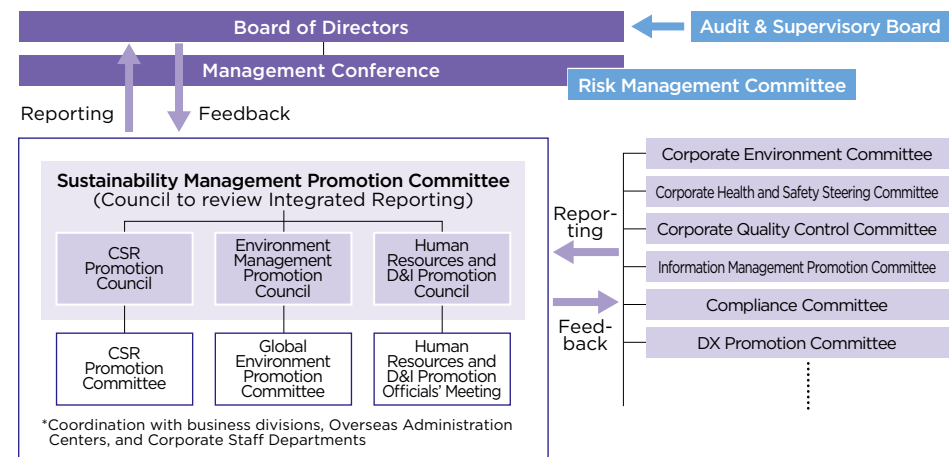 Board of Directors
Audit & Supervisory Board
Management Conference
Risk Management Committee
Reporting
Feedback
Sustainability Management Promotion Committee
(Council to review Integrated Reporting)
CSR
Promotion
Council
Environment
Management
Promotion
Council
Human
Resources and
D&I Promotion
Council
CSR
Promotion
Committee
Global
Environment
Promotion
Committee
Human
Resources and
D&I Promotion
Officials’ Meeting
*Coordination with business divisions, Overseas Administration
Centers, and Corporate Staff Departments
Repor-
ting
Feed-
back
Corporate Environment Committee
Corporate Health and Safety Steering Committee
Corporate Quality Control Committee
Information Management Promotion Committee
Compliance Committee
DX Promotion Committee